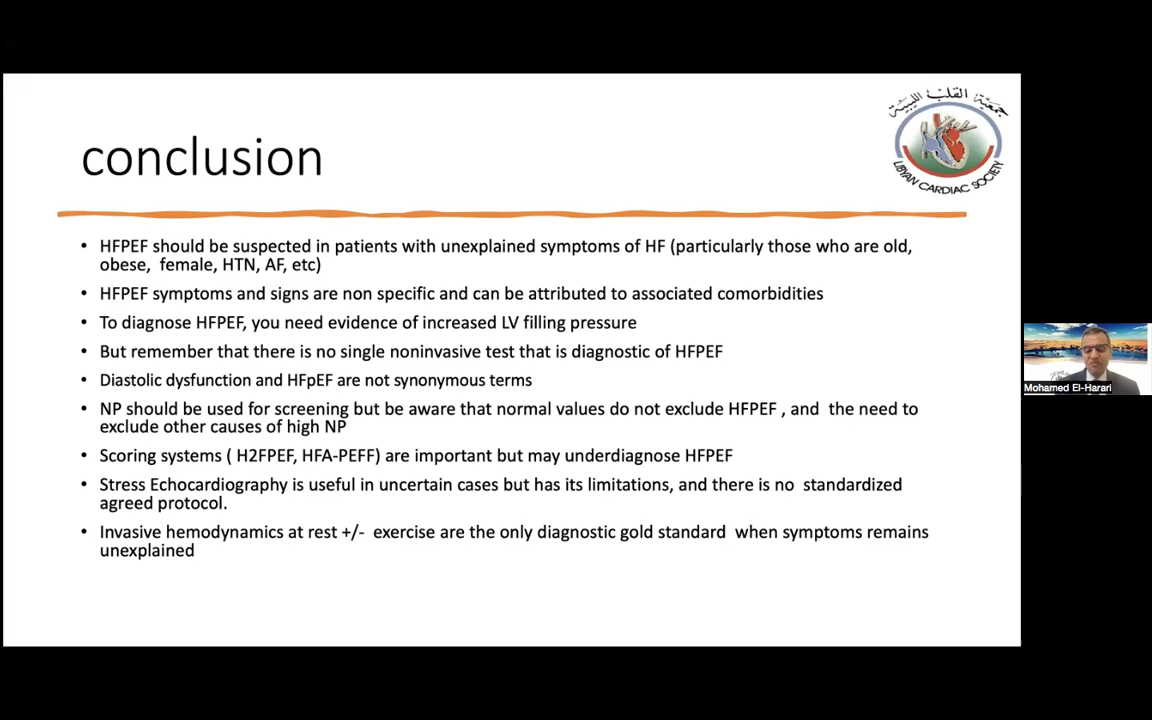 جمعية القلب الليبية
LIBYAN CARDIAC SOCIETY
conclusion
• HFPEF should be suspected in patients with unexplained symptoms of HF (particularly those who are old,
obese,  female, HTN, AF, etc)
• HFPEF symptoms and signs are non specific and can be attributed to associated comorbidities
• To diagnose HFPEF, you need evidence of increased LV filling pressure
• But remember that there is no single noninvasive test that is diagnostic of HFPEF
• Diastolic dysfunction and HFpEF are not synonymous terms
• NP should be used for screening but be aware that normal values do not exclude HFPEF , and  the need to
exclude other causes of high NP
• Scoring systems ( H2FPEF, HFA-PEFF) are important but may underdiagnose HFPEF
• Stress Echocardiography is useful in uncertain cases but has its limitations, and there is no  standardized
agreed protocol.
• Invasive hemodynamics at rest +/-  exercise are the only diagnostic gold standard  when symptoms remains
unexplained
Mohamed El-Harari